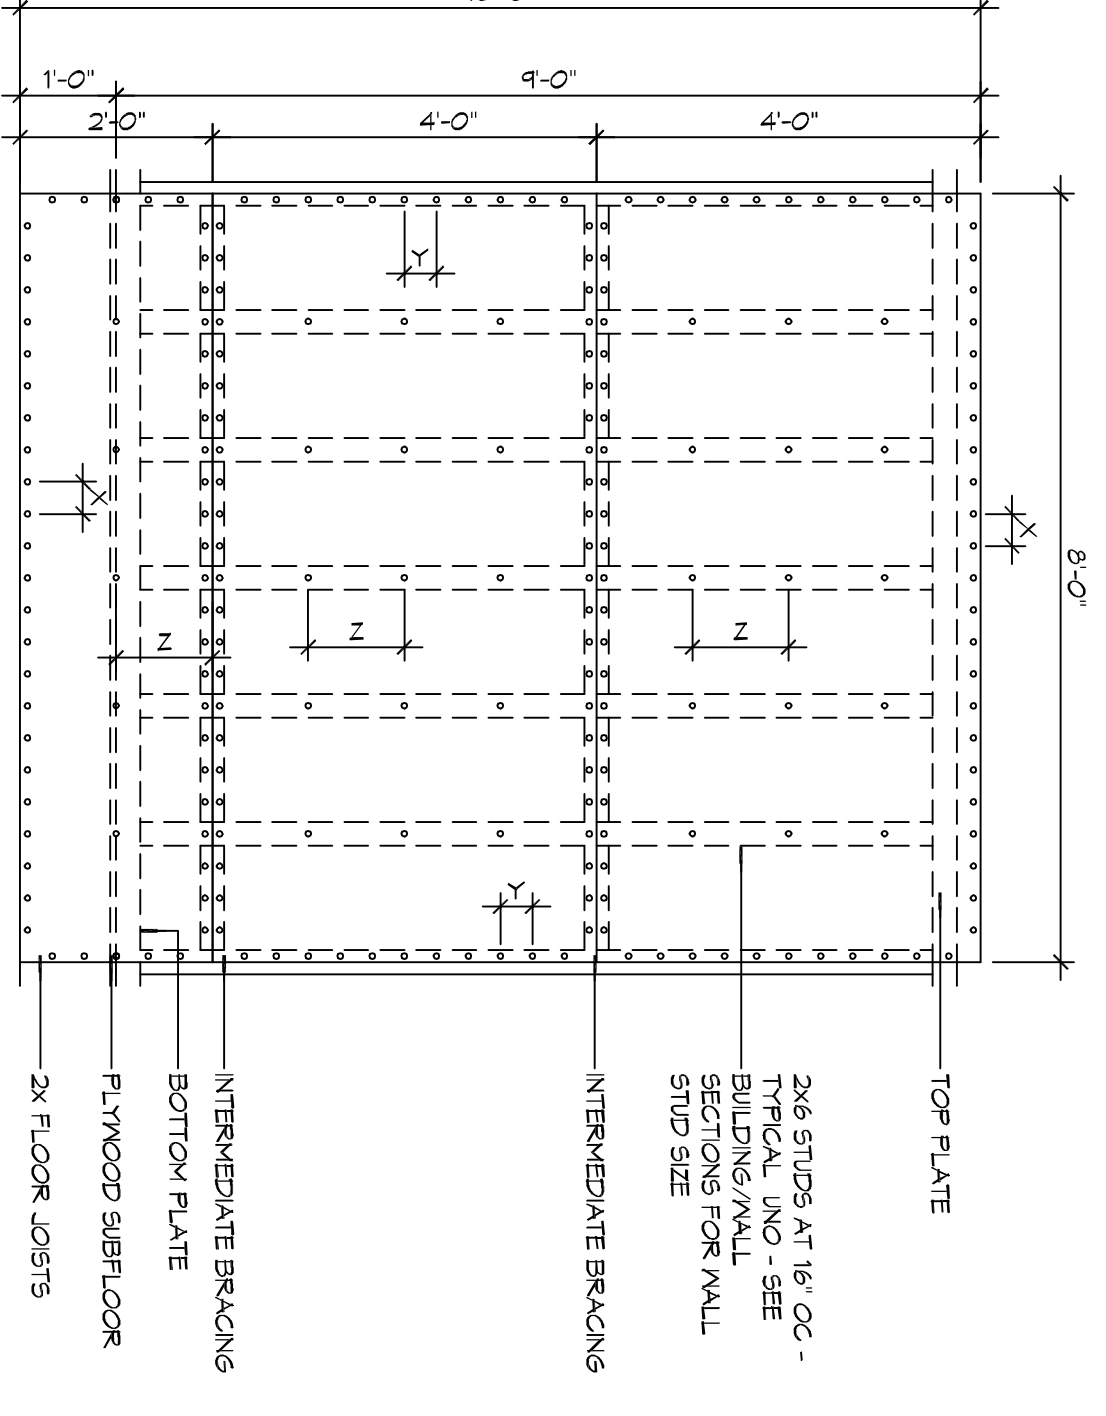 1'-0"
9'-0"
2'-0"
4'-0"
4'-0"
Y
X
X
8'-0"
Z
Z
Z
Y
TOP PLATE
2X6 STUDS AT 16" OC -
TYPICAL UNO - SEE
BUILDING/WALL
SECTIONS FOR WALL
STUD SIZE
INTERMEDIATE BRACING
INTERMEDIATE BRACING
BOTTOM PLATE
PLYWOOD SUBFLOOR
2X FLOOR JOISTS